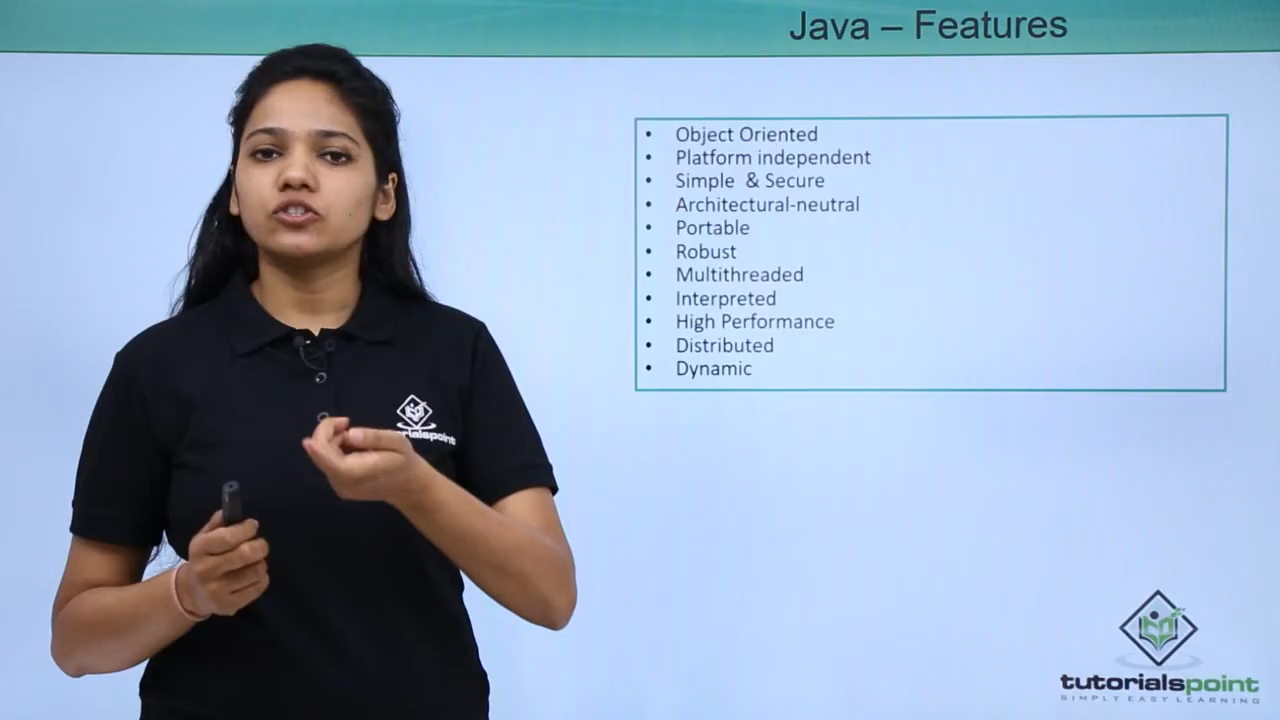 Java – Features
• Object Oriented
• Platform independent
• Simple & Secure
• Architectural-neutral
• Portable
• Robust
• Multithreaded
• Interpreted
• High Performance
• Distributed
• Dynamic
tutorialspoint
tutorialspoint
SIMPLY EASY LEARNING